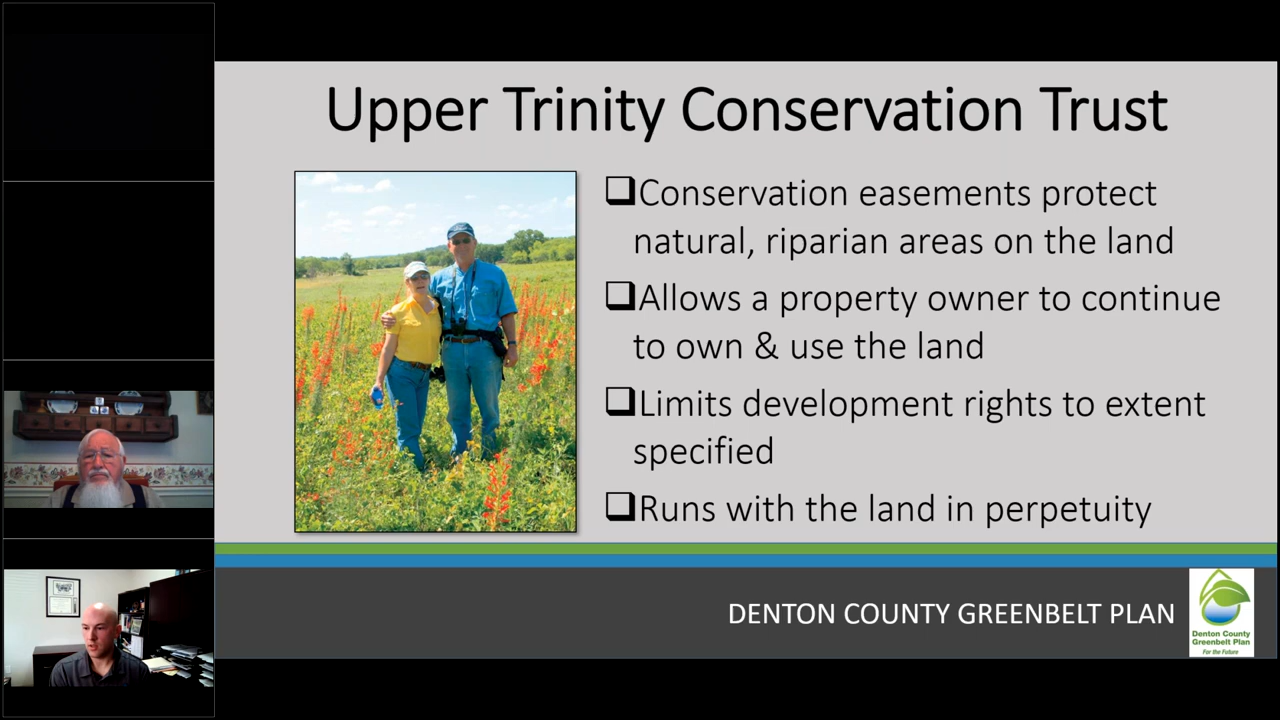 Upper Trinity Conservation Trust
❑Conservation easements protect
natural, riparian areas on the land
❑Allows a property owner to continue
to own & use the land
❑Limits development rights to extent
specified
❑Runs with the land in perpetuity
DENTON COUNTY GREENBELT PLAN
Denton County
Greenbelt Plan
For the Future